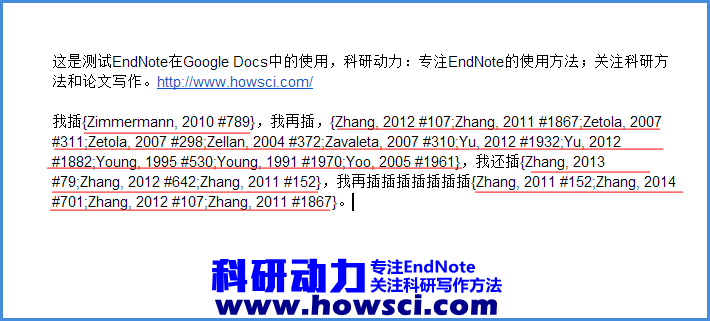 这是测试EndNote在Google Docs中的使用，科研动力：专注EndNote的使用方法；关注科研方
法和论文写作。http://www.howsci.com/
我插{Zimmermann, 2010 #789}，我再插，{Zhang, 2012 #107;Zhang, 2011 #1867;Zetola, 2007
#311;Zetola, 2007 #298;Zellan, 2004 #372;Zavaleta, 2007 #310;Yu, 2012 #1932;Yu, 2012
#1882;Young, 1995 #530;Young, 1991 #1970;Yoo, 2005 #1961}，我还插{Zhang, 2013
#79;Zhang, 2012 #642;Zhang, 2011 #152}，我再插插插插插插插插{Zhang, 2011 #152;Zhang, 2014
#701;Zhang, 2012 #107;Zhang, 2011 #1867}。
科研动力 专注EndNote
关注科研写作方法
www.howsci.com